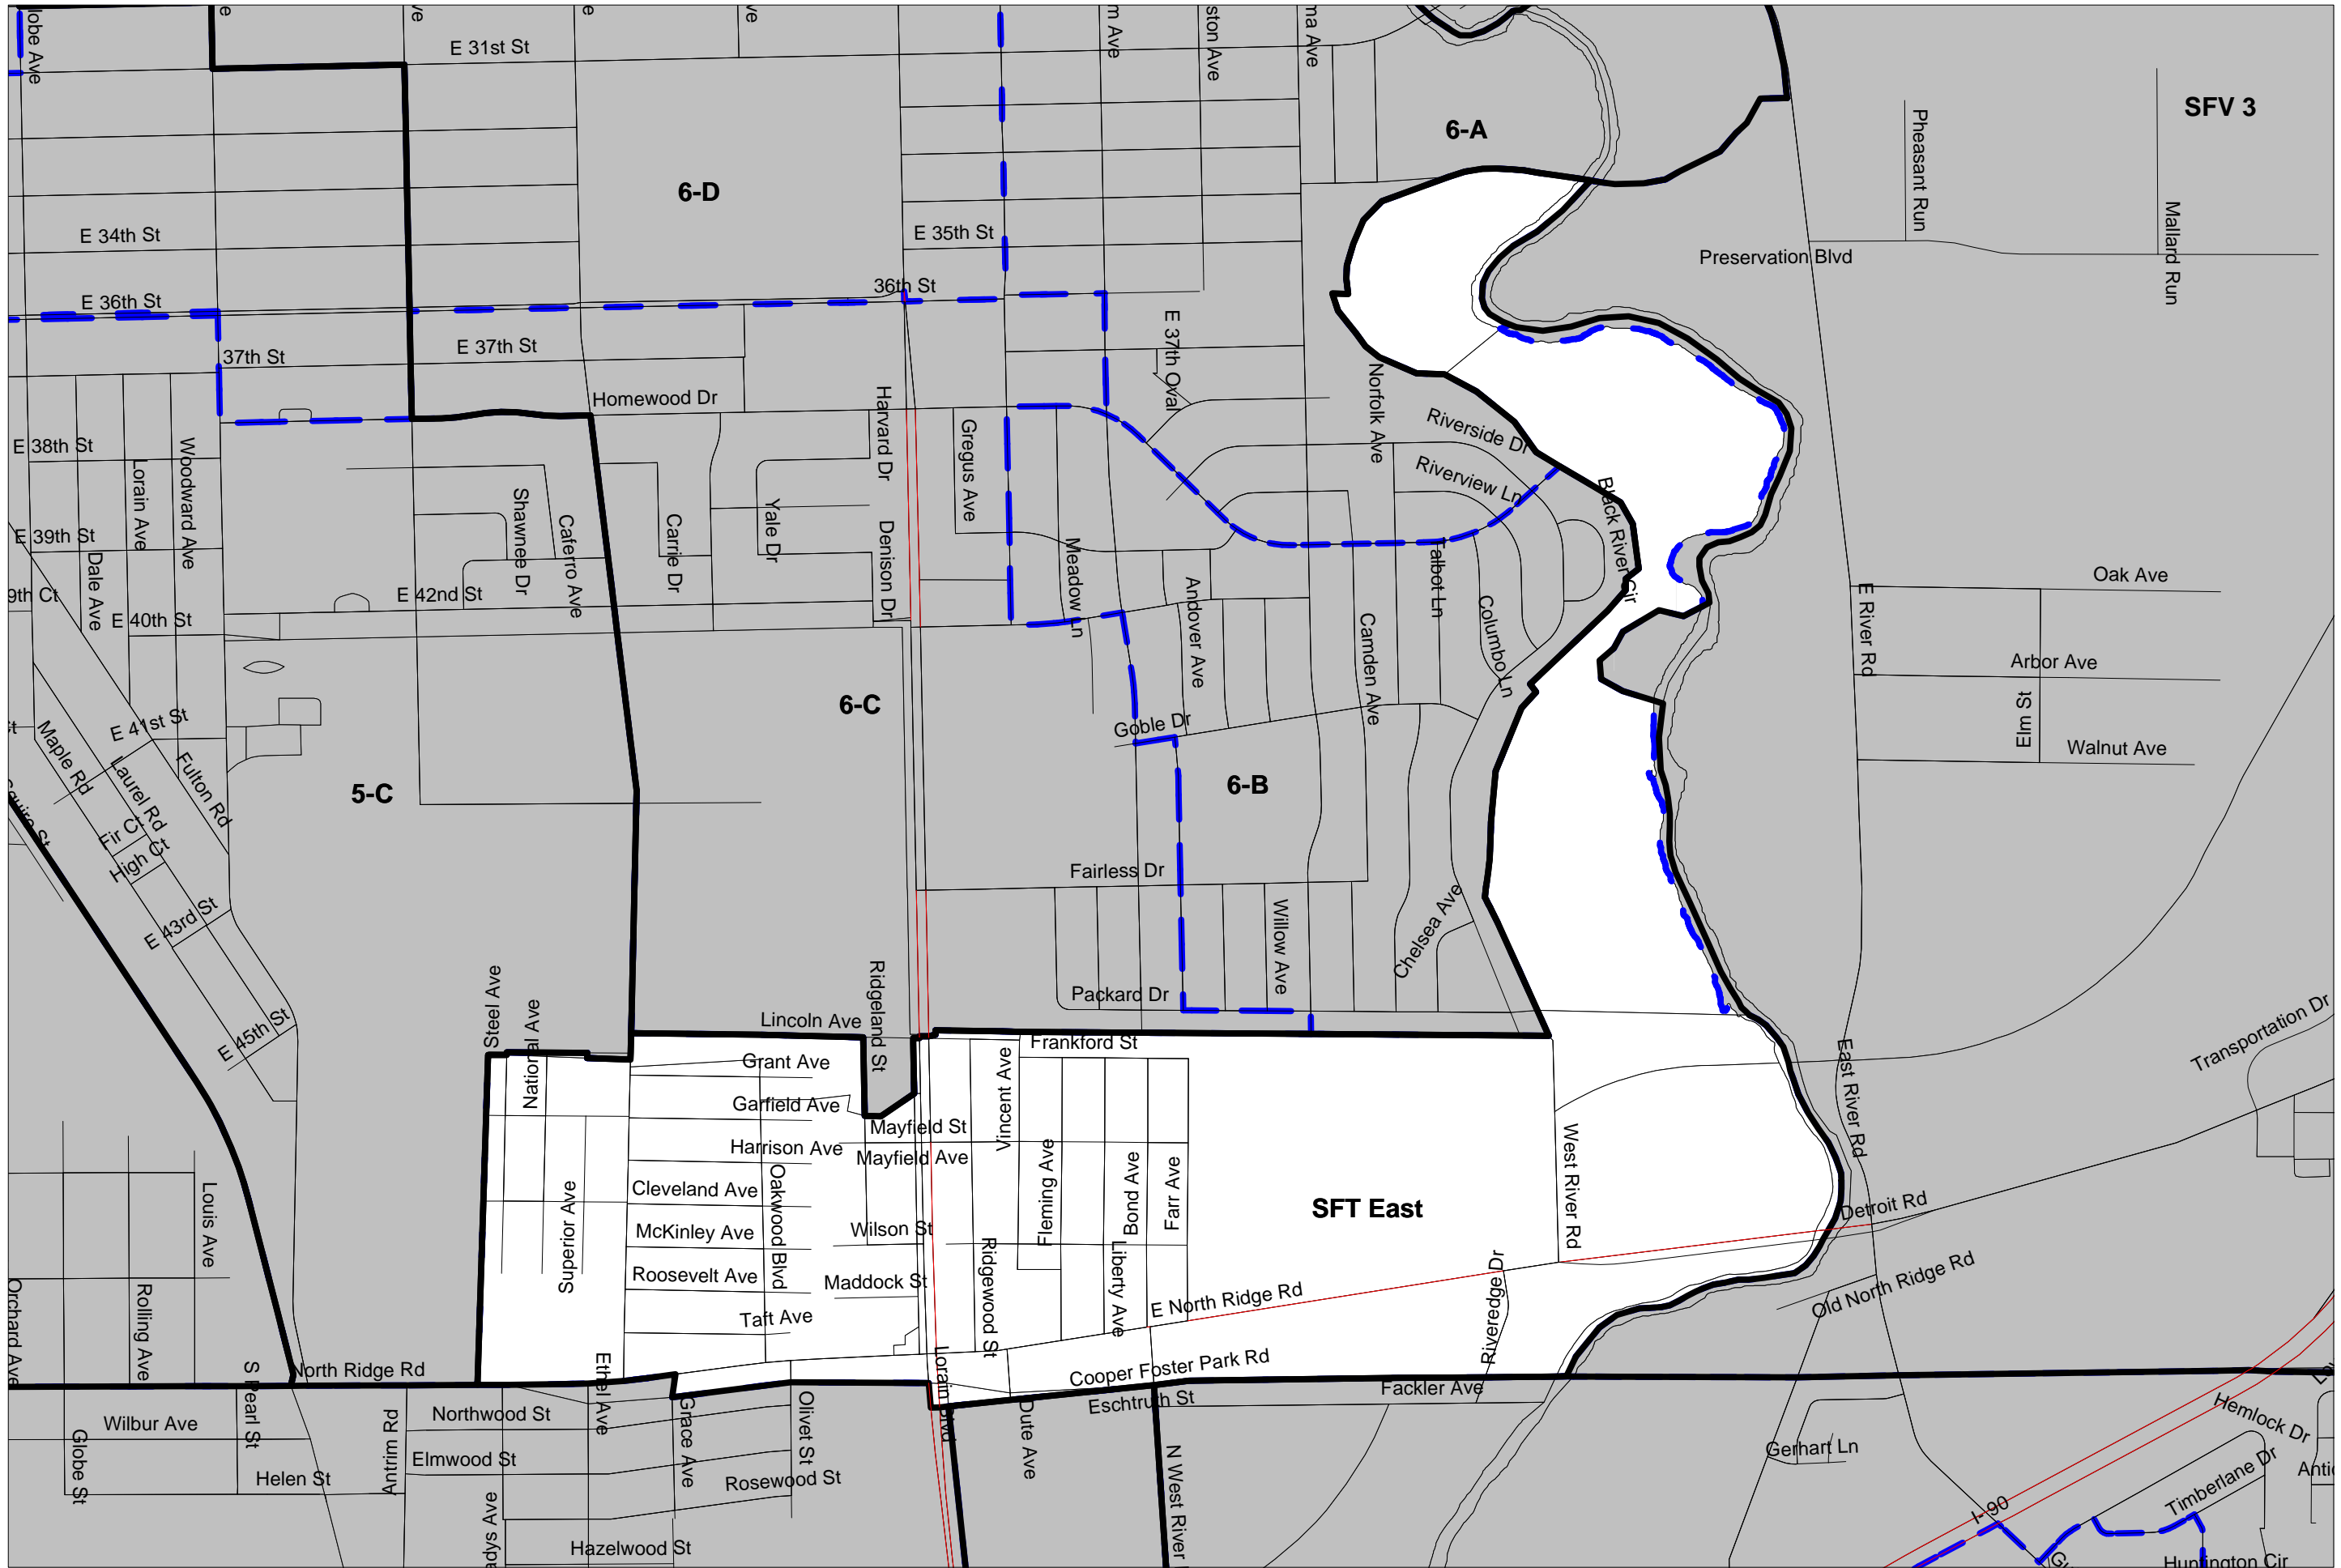 E 31st St
6-A
SFV 3
Pheasant Run
Mallard Run
6-D
E 34th St
E 35th St
Preservation Blvd
E 36th St
36th St
E 37th St
37th St
E 37th Oval
Homewood Dr
Norfolk Ave
Harvard Dr
Gregus Ave
Riverside Dr
Riverview Ln
E 38th St
Lorain Ave
Woodward Ave
Black River Cir
Shawnee Dr
Caferro Ave
Carrie Dr
Yale Dr
Denison Dr
E 39th St
Dale Ave
Meadow Ln
Talbot Ln
Oak Ave
9th Ct
E 42nd St
Andover Ave
Columbo Ln
E River Rd
E 40th St
Camden Ave
Arbor Ave
6-C
Elm St
E 41st St
Goble Dr
Walnut Ave
Maple Rd
Laurel Rd
Fulton Rd
5-C
6-B
Squire St
Fir Ct
High Ct
Fairless Dr
E 43rd St
Willow Ave
Chelsea Ave
Steel Ave
National Ave
Ridgeland St
Packard Dr
E 45th St
Lincoln Ave
Frankford St
Transportation Dr
Grant Ave
Vincent Ave
East River Rd
Garfield Ave
Mayfield St
Harrison Ave
Mayfield Ave
Fleming Ave
Bond Ave
Farr Ave
West River Rd
Louis Ave
Superior Ave
Cleveland Ave
Oakwood Blvd
SFT East
Detroit Rd
McKinley Ave
Wilson St
Roosevelt Ave
Maddock St
Ridgewood St
Liberty Ave
E North Ridge Rd
Riveredge Dr
Old North Ridge Rd
Orchard Ave
Rolling Ave
Taft Ave
North Ridge Rd
S Pearl St
Ethel Ave
Lorain Blvd
Cooper Foster Park Rd
Fackler Ave
Eschtruth St
Wilbur Ave
Globe St
Antrim Rd
Northwood St
Grace Ave
Olivet St
Dute Ave
Hemlock Dr
Elmwood St
N West River
Gerhart Ln
Helen St
Rosewood St
Timberlane Dr
I- 90
Hazelwood St
Huntington Cir